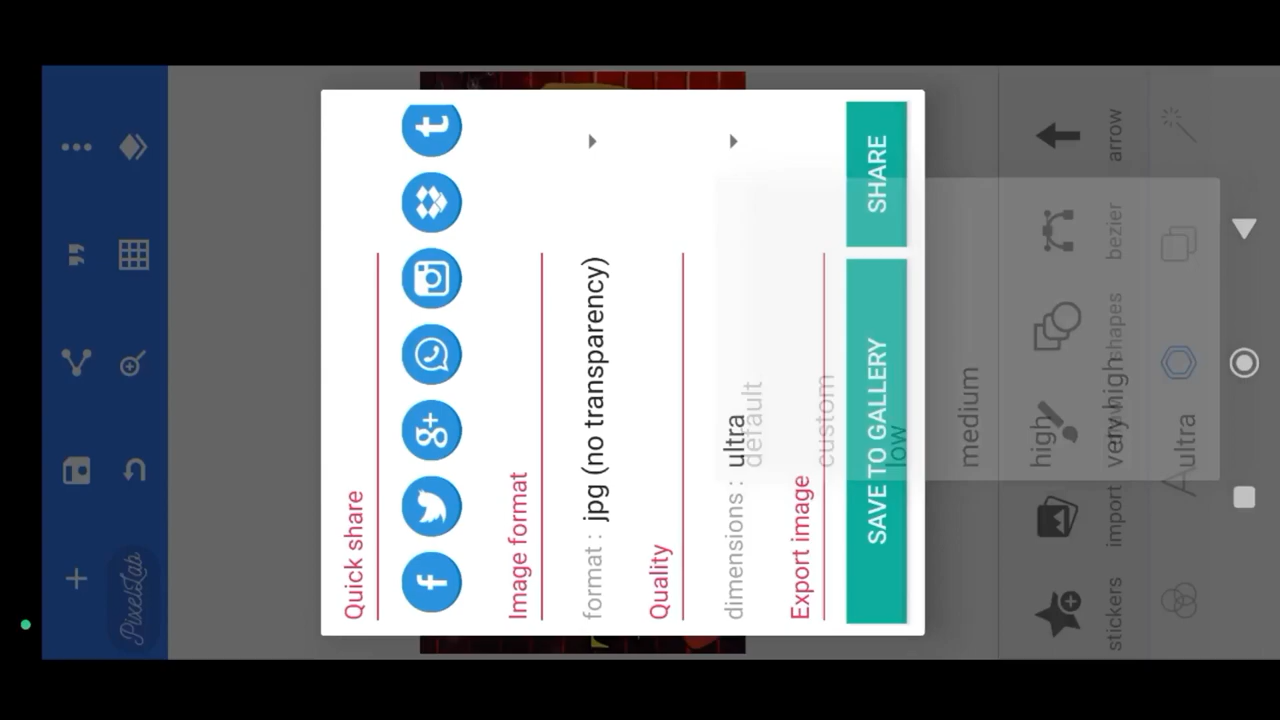 PixelLab
Quick share
Image format
format : jpg (no transparency)
Quality
dimensions : ultra
Export image
SAVE TO GALLERY
SHARE
default
custom
low
medium
high
very high
ultra
stickers
import
shapes
bezier
arrow
A